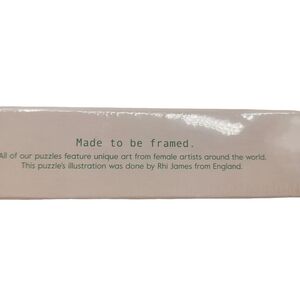 Made to be framed.
All of our puzzles feature unique art from female artists around the world.
This puzzle's illustration was done by Rhi James from England.